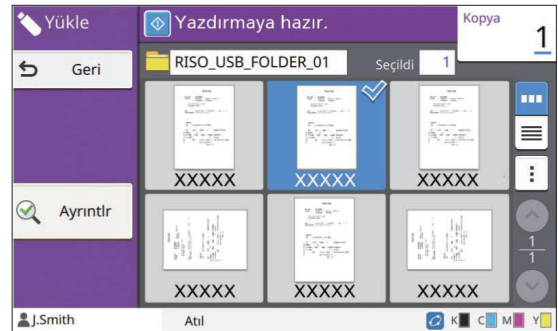 Yükle
Yazdırmaya hazır.
Kopya
1
Geri
RISO_USB_FOLDER_01
Seçildi
1
XXXXX
XXXXX
XXXXX
Ayrıntlr
XXXXX
XXXXX
XXXXX
1
1
J.Smith
Atıl
K C M Y